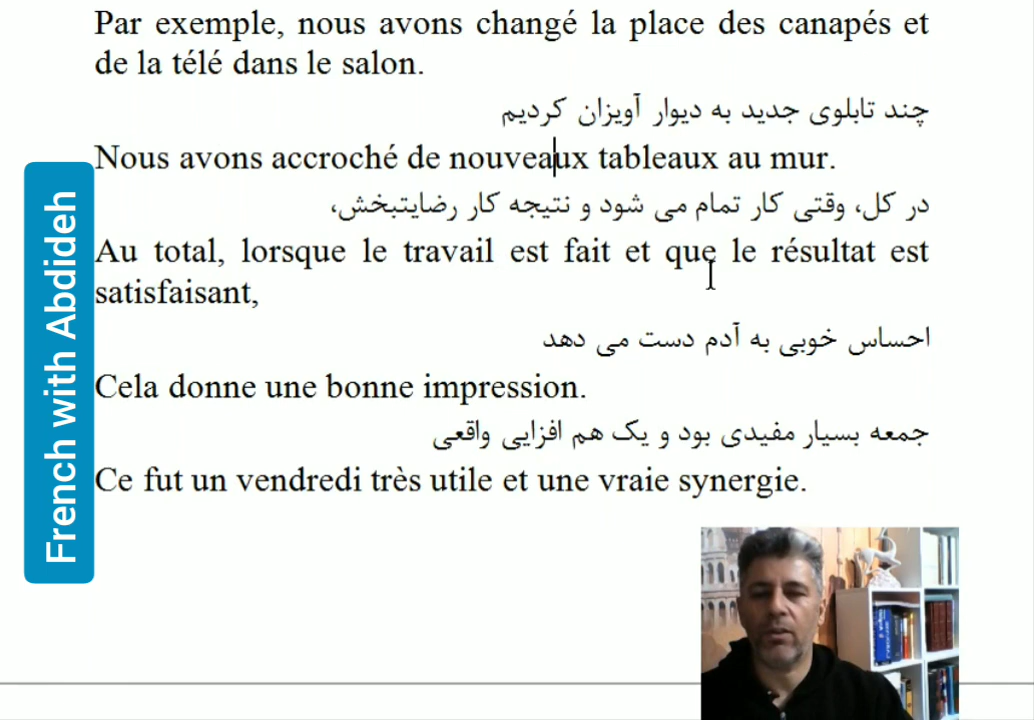 Par exemple, nous avons changé la place des canapés et
de la télé dans le salon.
چند تابلوی جدید به دیوار آویزان کردیم
Nous avons accroché de nouveaux tableaux au mur.
در کل، وقتی کار تمام می شود و نتیجه کار رضایتبخش،
Au total, lorsque le travail est fait et que le résultat est
satisfaisant,
احساس خوبی به آدم دست می دهد
Cela donne une bonne impression.
جمعه بسیار مفیدی بود و یک هم افزایی واقعی
Ce fut un vendredi très utile et une vraie synergie.
French with Abdideh